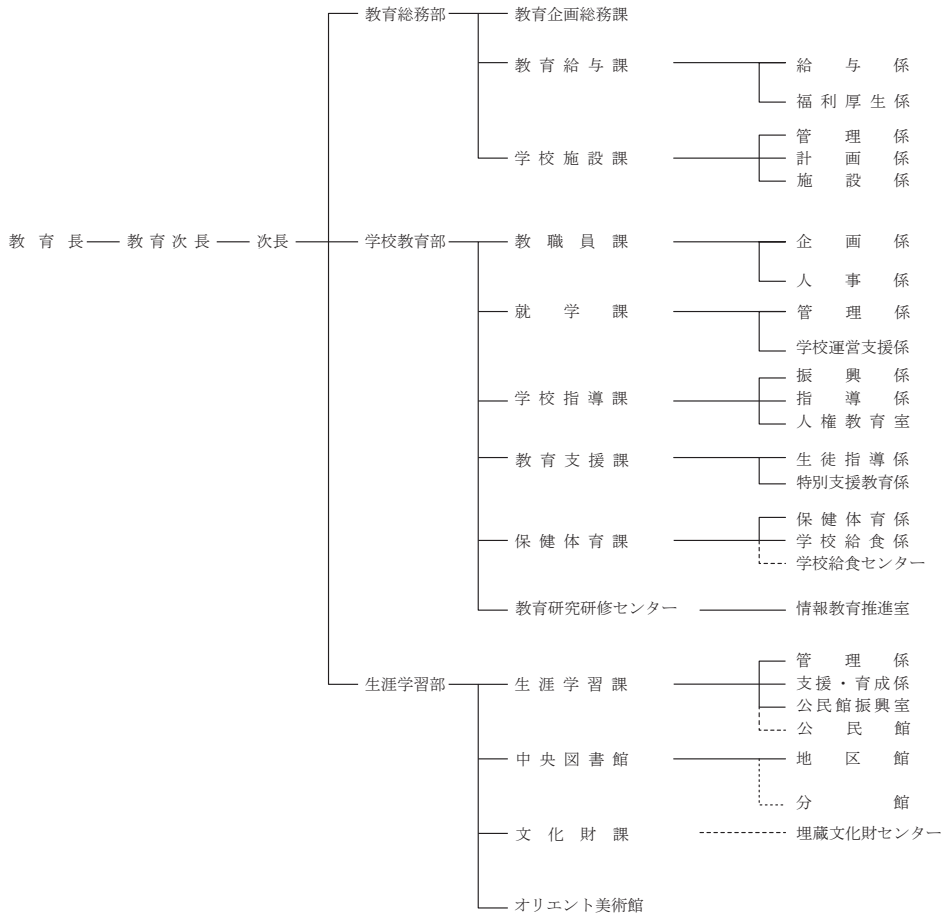 教育長
教育次長
次長
教育総務部
教育企画総務課
教育給与課
給与係
福利厚生係
学校施設課
管理係
計画係
施設係
学校教育部
教職員課
企画係
人事係
就学課
管理係
学校運営支援係
学校指導課
振興係
指導係
人権教育室
教育支援課
生徒指導係
特別支援教育係
保健体育課
保健体育係
学校給食係
学校給食センター
教育研究研修センター
情報教育推進室
生涯学習部
生涯学習課
管理係
支援・育成係
公民館振興室
公民館
中央図書館
地区館
分館
文化財課
埋蔵文化財センター
オリエント美術館